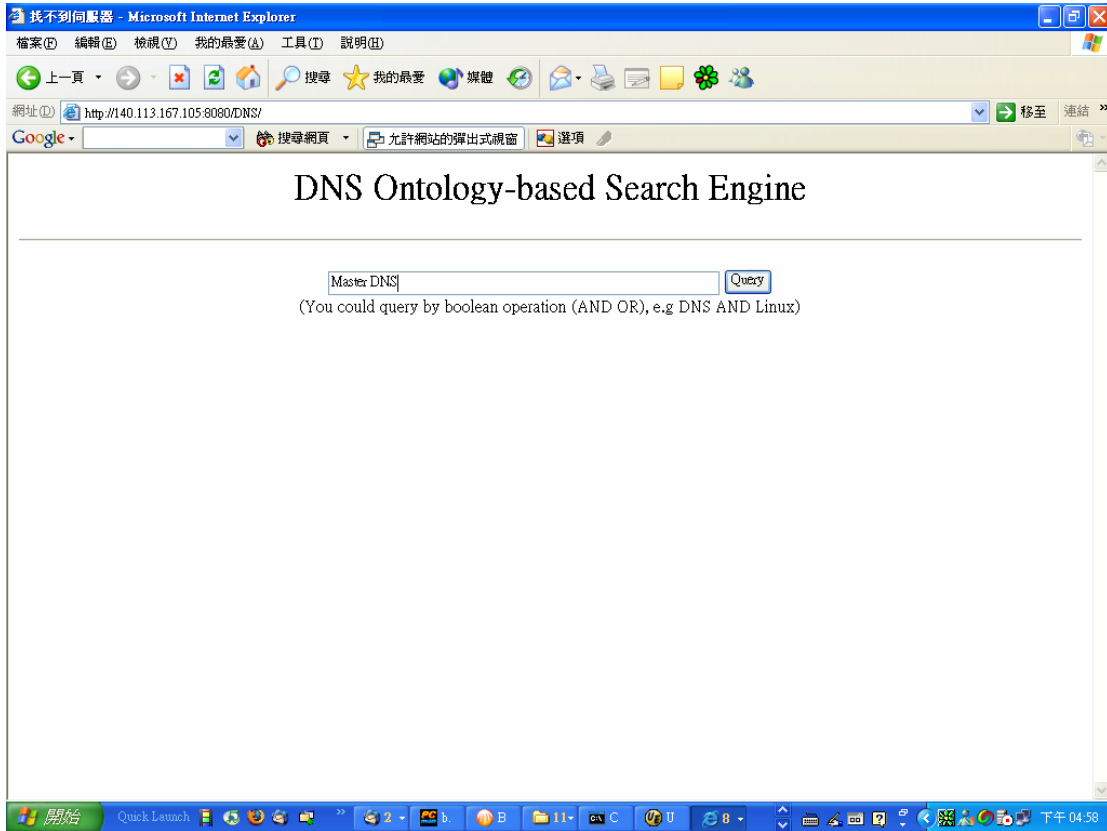 找不到伺服器 - Microsoft Internet Explorer
檔案(F) 編輯(E) 檢視(V) 我的最愛(A) 工具(T) 說明(H)
上一頁 搜尋 我的最愛 媒體
網址(D) http://140.113.167.105:8080/DNS/ 移至 連結 »
Google 搜尋網頁 允許網站的彈出式視窗 選項
DNS Ontology-based Search Engine
Master DNS Query
(You could query by boolean operation (AND OR), e.g DNS AND Linux)
開始 Quick Launch » 2 b. B 11 C U 8 下午 04:58